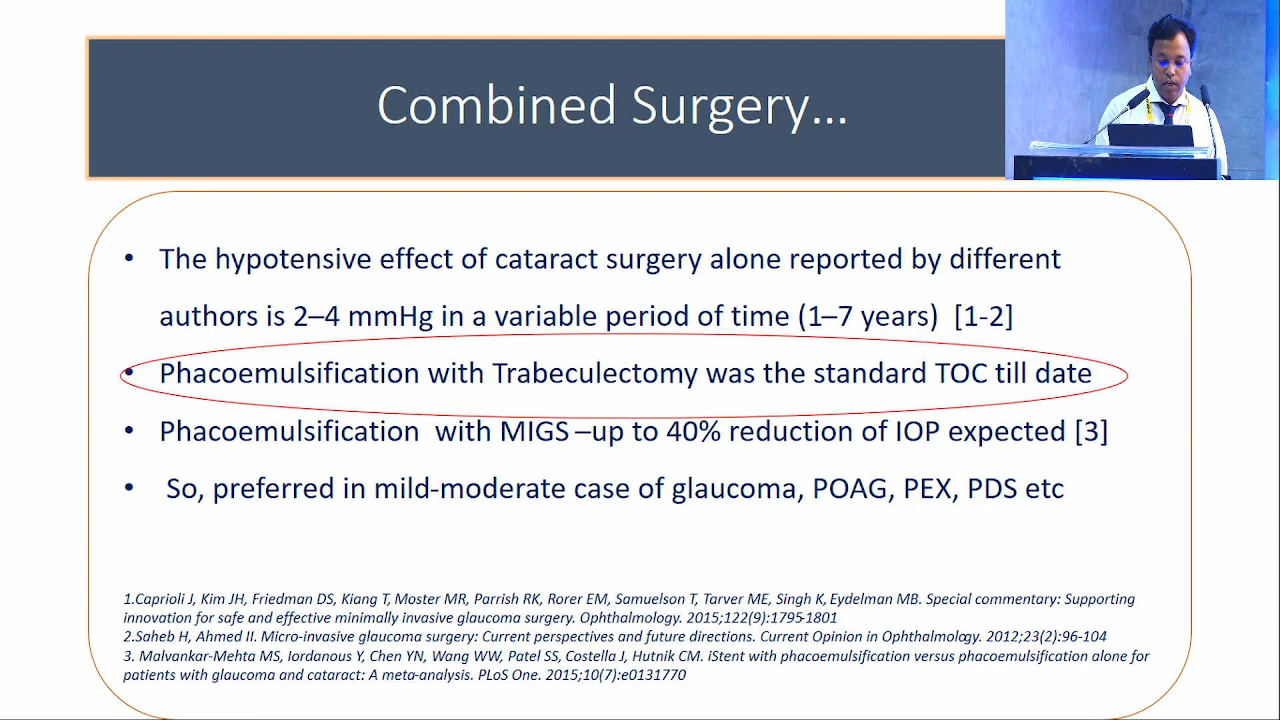 Combined Surgery...
• The hypotensive effect of cataract surgery alone reported by different
authors is 2–4 mmHg in a variable period of time (1–7 years) [1-2]
• Phacoemulsification with Trabeculectomy was the standard TOC till date
• Phacoemulsification with MIGS –up to 40% reduction of IOP expected [3]
• So, preferred in mild-moderate case of glaucoma, POAG, PEX, PDS etc
1.Caprioli J, Kim JH, Friedman DS, Kiang T, Moster MR, Parrish RK, Rorer EM, Samuelson T, Tarver ME, Singh K, Eydelman MB. Special commentary: Supporting
innovation for safe and effective minimally invasive glaucoma surgery. Ophthalmology. 2015;122(9):1795-1801
2.Saheb H, Ahmed II. Micro-invasive glaucoma surgery: Current perspectives and future directions. Current Opinion in Ophthalmology. 2012;23(2):96-104
3. Malvankar-Mehta MS, Iordanous Y, Chen YN, Wang WW, Patel SS, Costella J, Hutnik CM. iStent with phacoemulsification versus phacoemulsification alone for
patients with glaucoma and cataract: A meta-analysis. PLoS One. 2015;10(7):e0131770